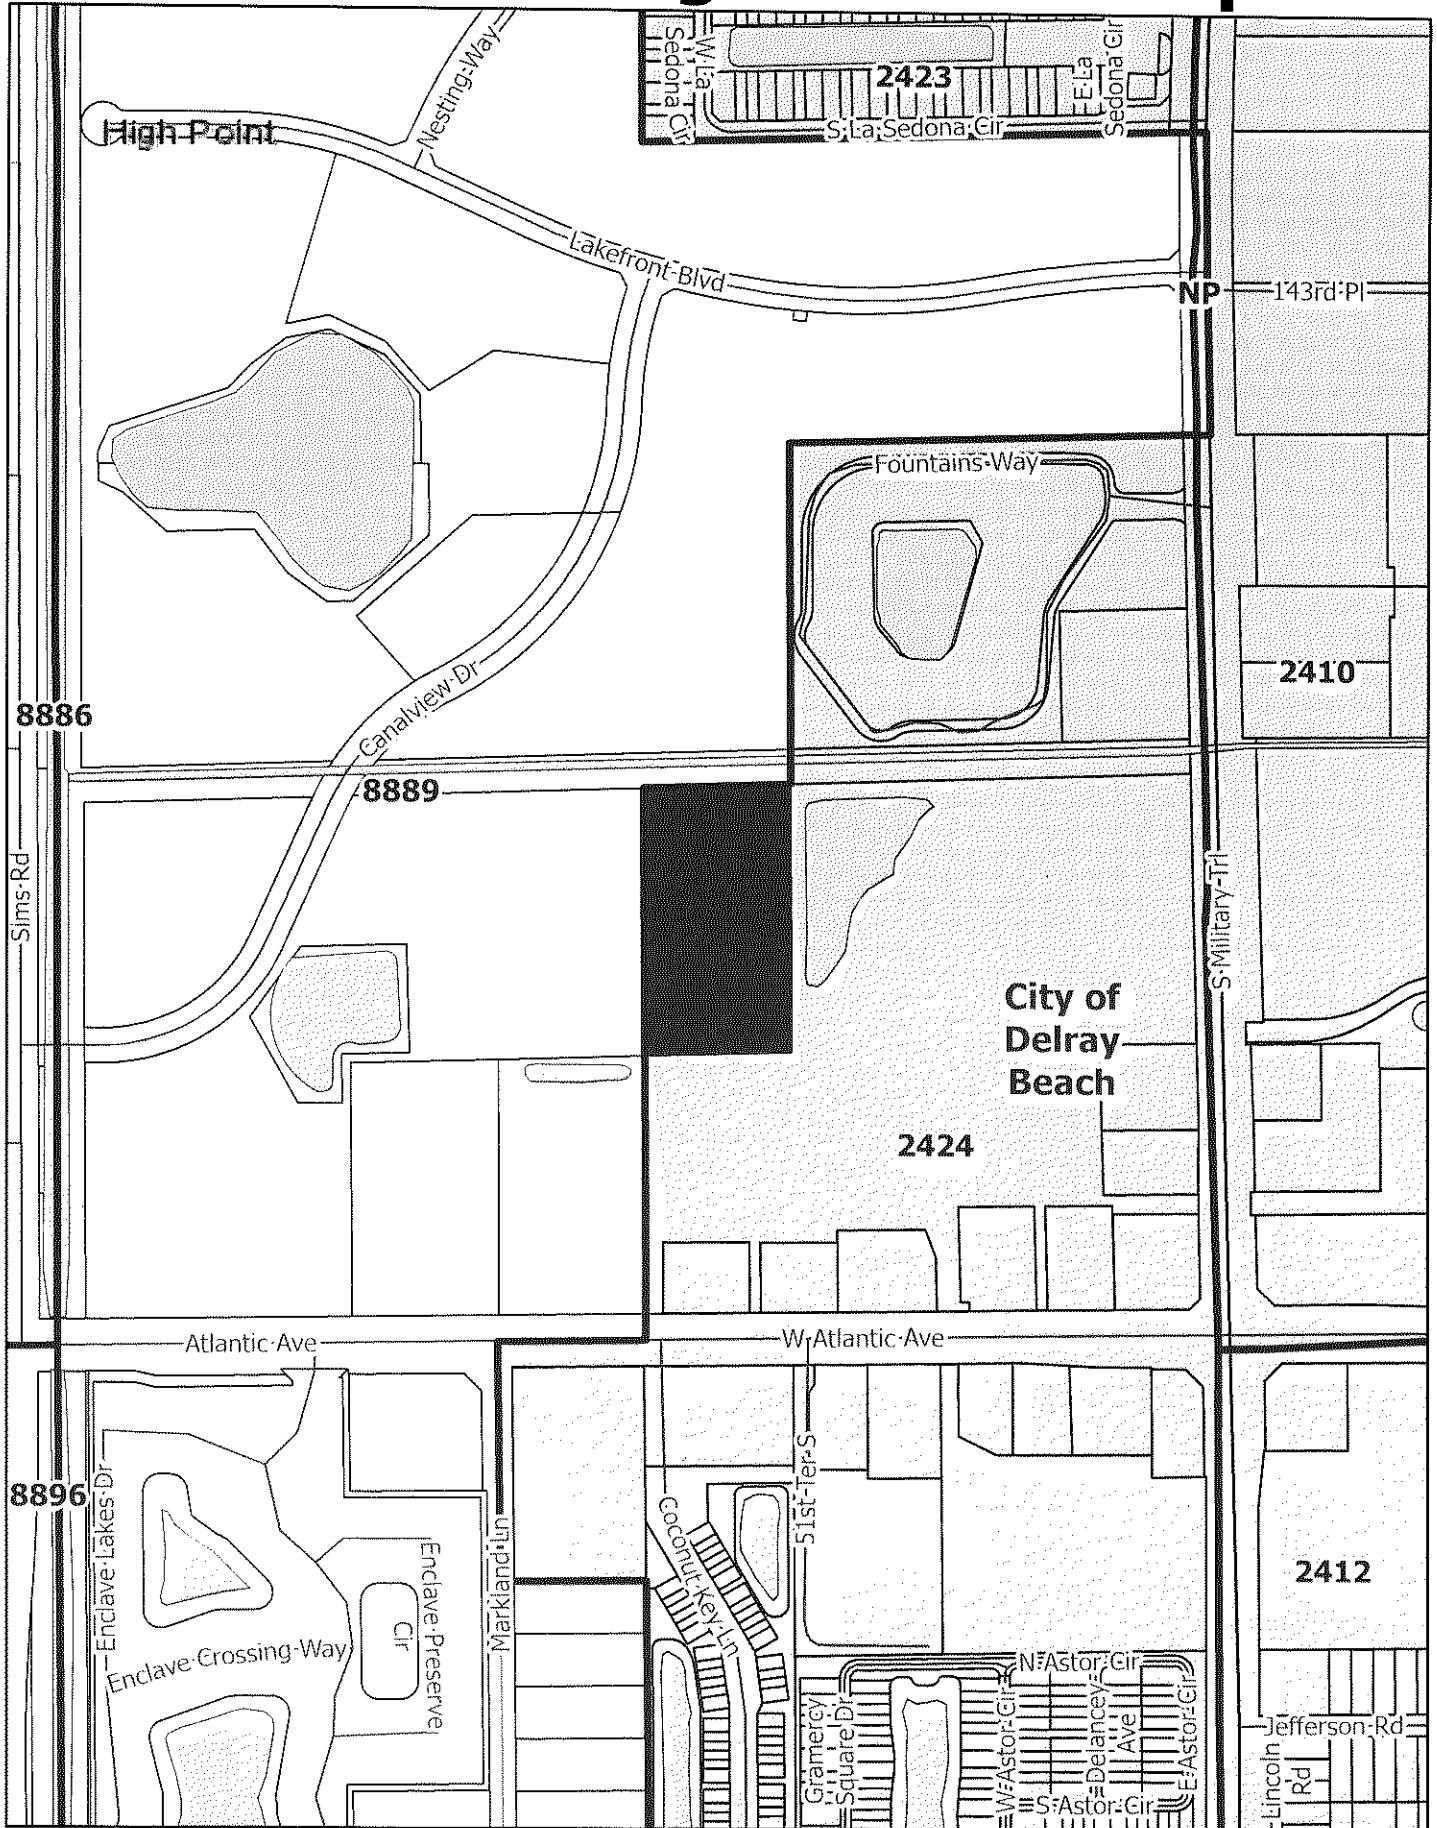 Nesting Way
Sedona Cir
W La
2423
E La
Sedona Cir
High Point
S La Sedona Cir
Lakefront Blvd
NP
143rd Pl
Fountains Way
2410
Canalview Dr
8886
8889
Sims Rd
S Military Trl
City of
Delray
Beach
2424
Atlantic Ave
W Atlantic Ave
8896
Enclave Lakes Dr
51st Ter S
Coconut Key Ln
Markland Ln
Enclave Preserve
Cir
2412
Enclave Crossing Way
N Astor Cir
Gramercy
Square Dr
W Astor Cir
Delancey
Ave
E Astor Cir
Jefferson Rd
Lincoln
Rd
S Astor Cir